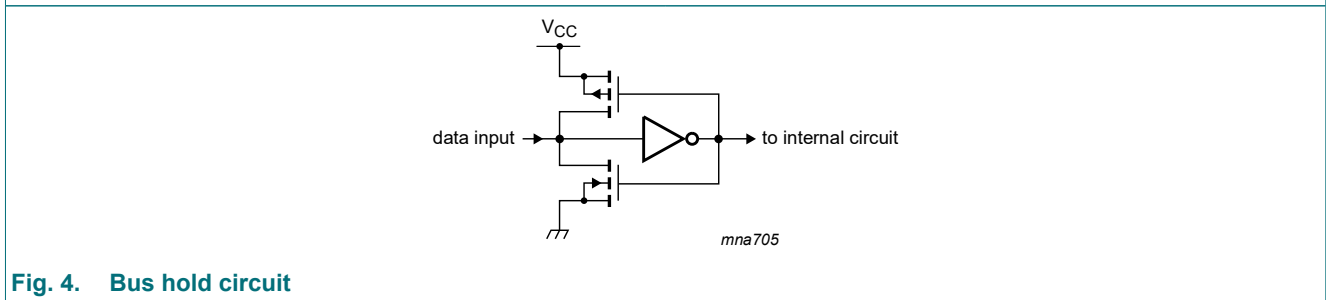 VCC
data input
to internal circuit
mna705
Fig. 4. Bus hold circuit